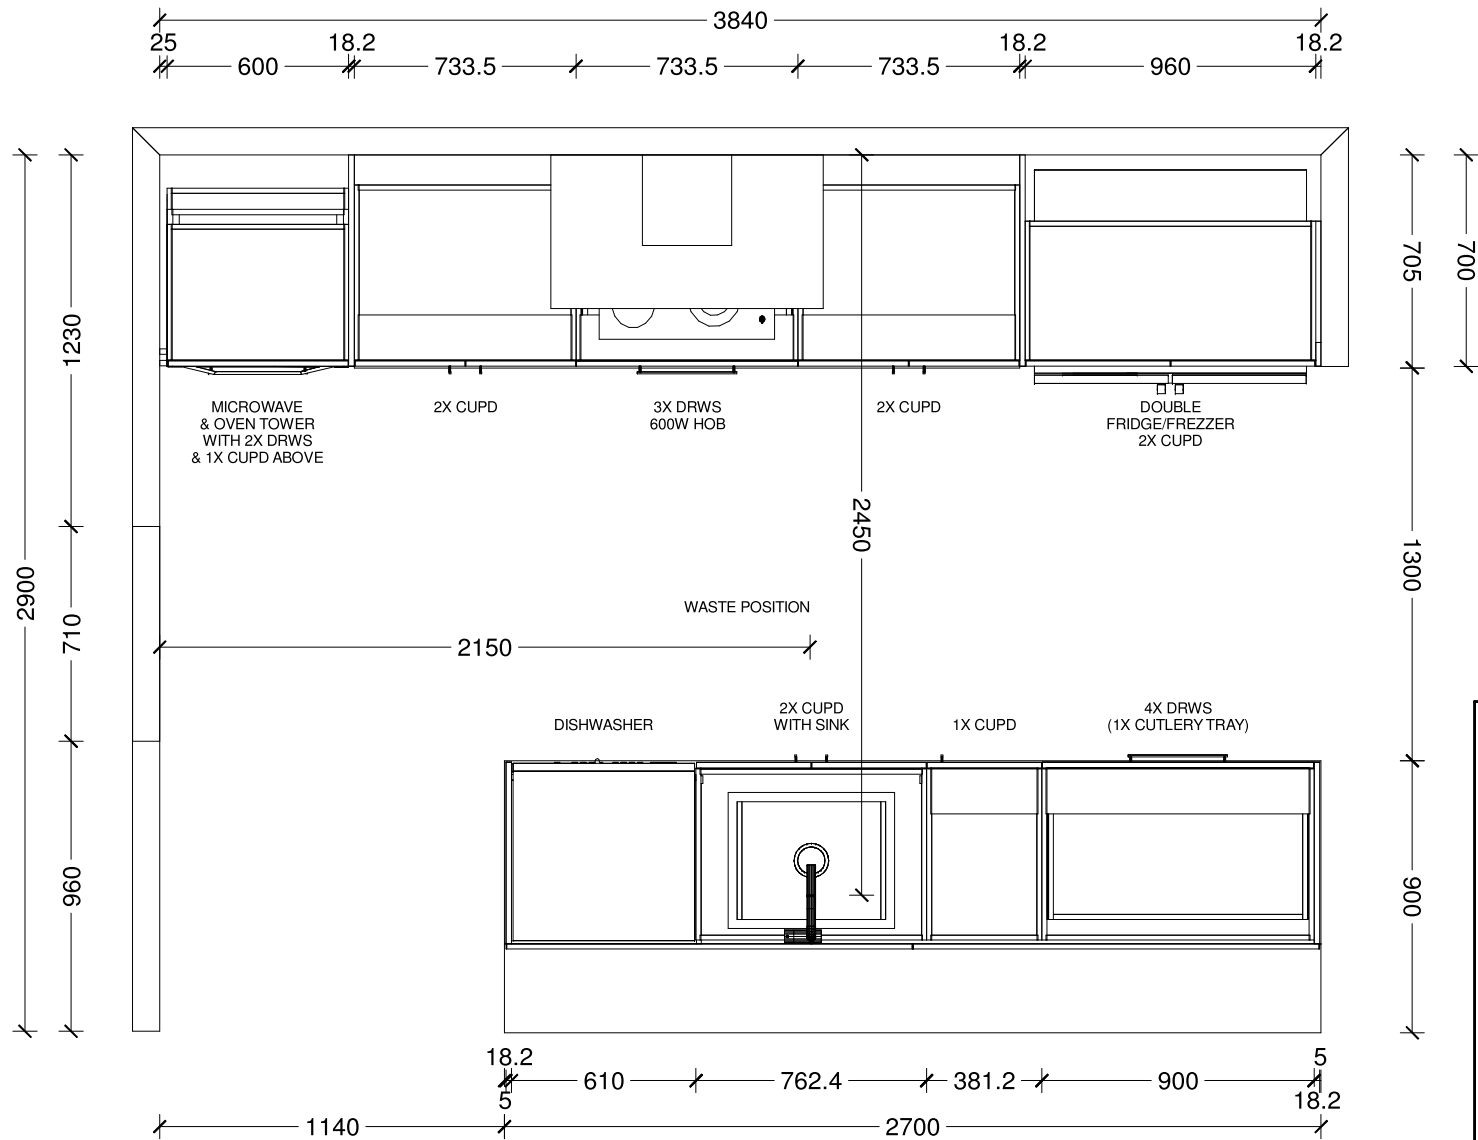 3840
25
18.2
18.2
18.2
600
733.5
733.5
733.5
960
2900
1230
710
960
705
700
1300
900
MICROWAVE
& OVEN TOWER
WITH 2X DRWS
& 1X CUPD ABOVE
2X CUPD
3X DRWS
600W HOB
2X CUPD
DOUBLE
FRIDGE/FREZZER
2X CUPD
2450
WASTE POSITION
2150
DISHWASHER
2X CUPD
WITH SINK
1X CUPD
4X DRWS
(1X CUTLERY TRAY)
18.2
5
610
762.4
381.2
900
5
18.2
1140
2700